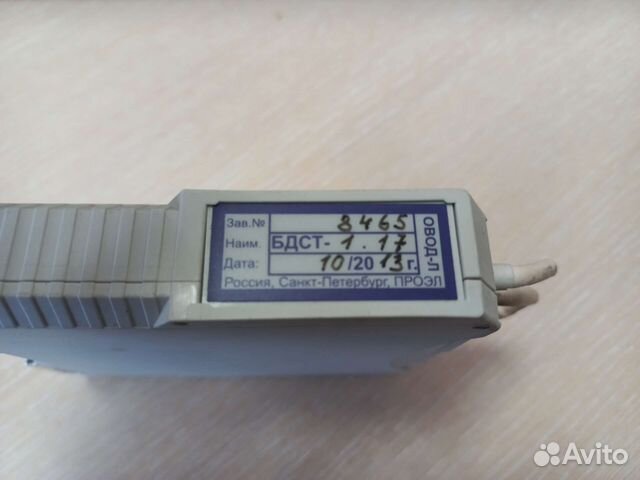 Зав.№ 8465
Наим. БДСТ-1.17
Дата: 10/2013г.
Россия, Санкт-Петербург, ПРОЭЛ
ОВОД-Л
Avito